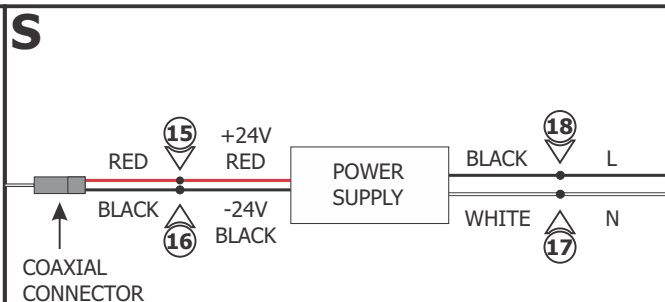 S
15
+24V
RED
RED
BLACK
16
-24V
BLACK
COAXIAL
CONNECTOR
POWER
SUPPLY
18
BLACK
L
WHITE
N
17